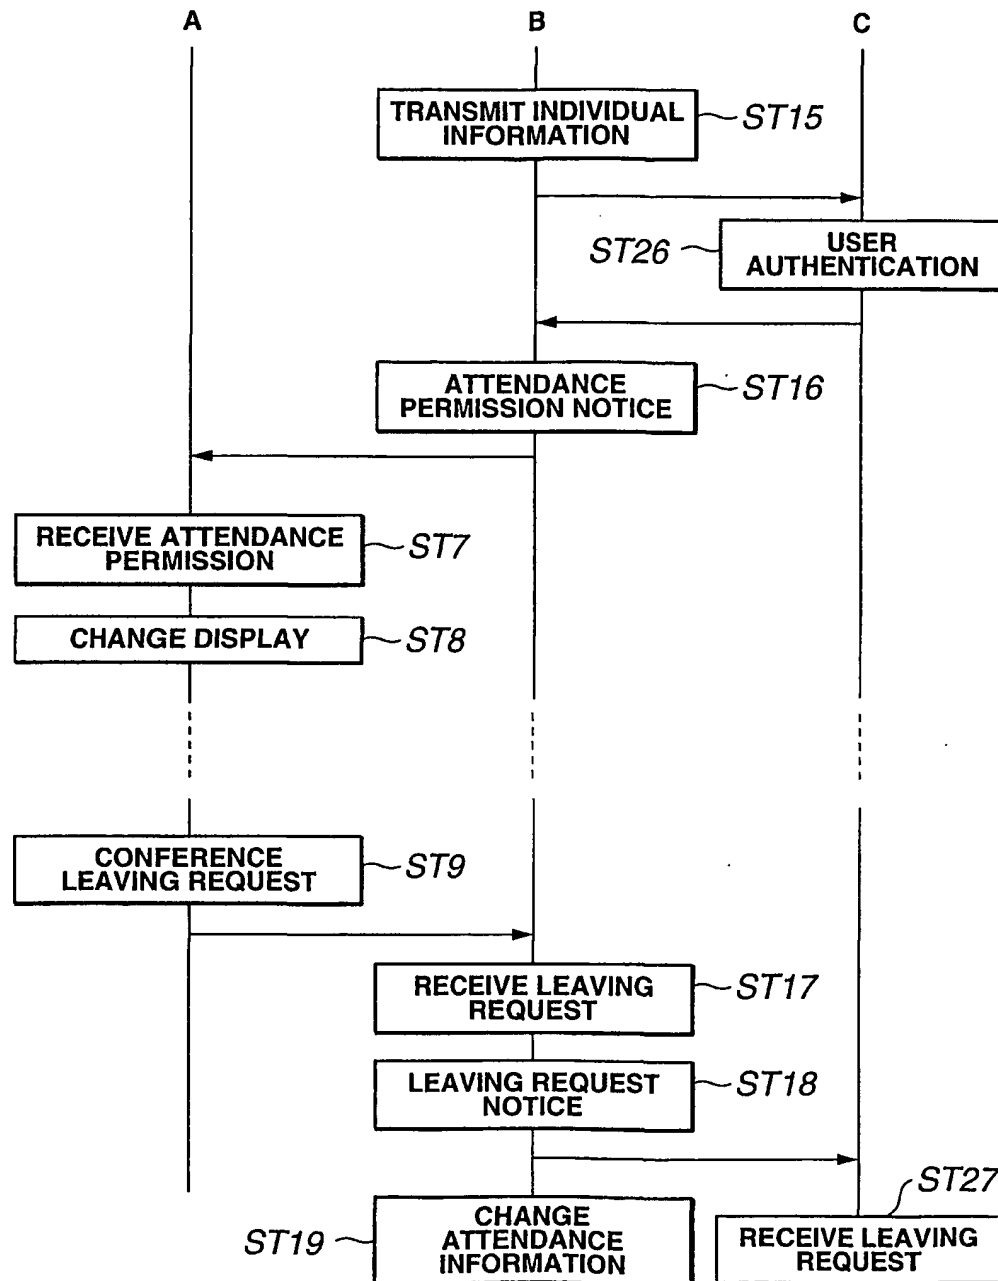 A B C
TRANSMIT INDIVIDUAL
INFORMATION
ST15
ST26
USER
AUTHENTICATION
ATTENDANCE
PERMISSION NOTICE
ST16
RECEIVE ATTENDANCE
PERMISSION
ST7
CHANGE DISPLAY
ST8
CONFERENCE
LEAVING REQUEST
ST9
RECEIVE LEAVING
REQUEST
ST17
LEAVING REQUEST
NOTICE
ST18
ST19
CHANGE
ATTENDANCE
INFORMATION
ST27
RECEIVE LEAVING
REQUEST